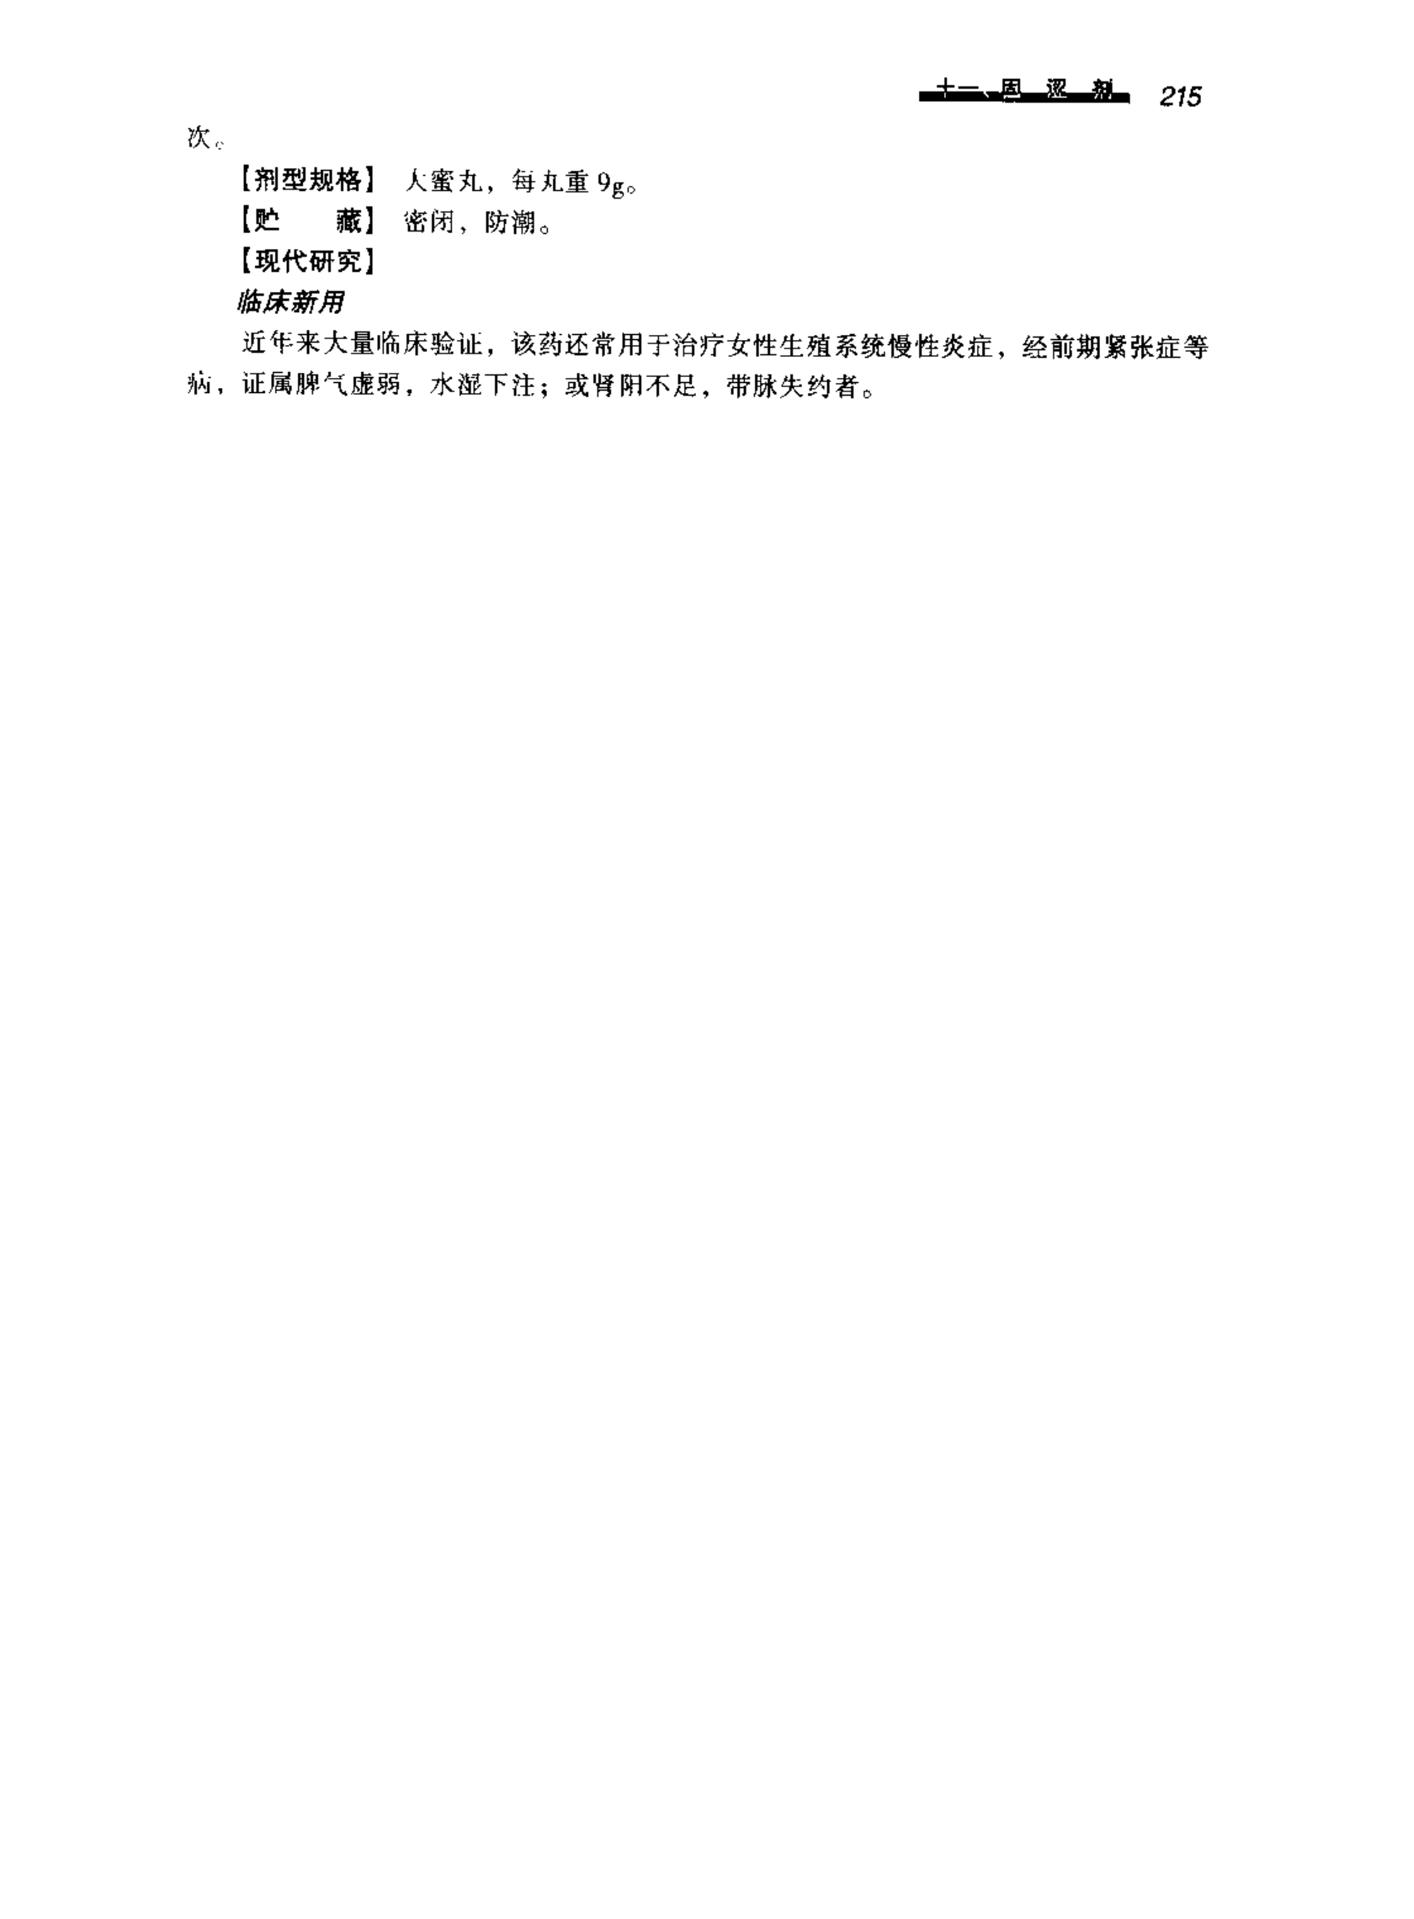 十一、固涩剂 215
次。
【剂型规格】 大蜜丸，每丸重 9g。
【贮 藏】 密闭，防潮。
【现代研究】
临床新用
近年来大量临床验证，该药还常用于治疗女性生殖系统慢性炎症，经前期紧张症等
病，证属脾气虚弱，水湿下注；或肾阳不足，带脉失约者。